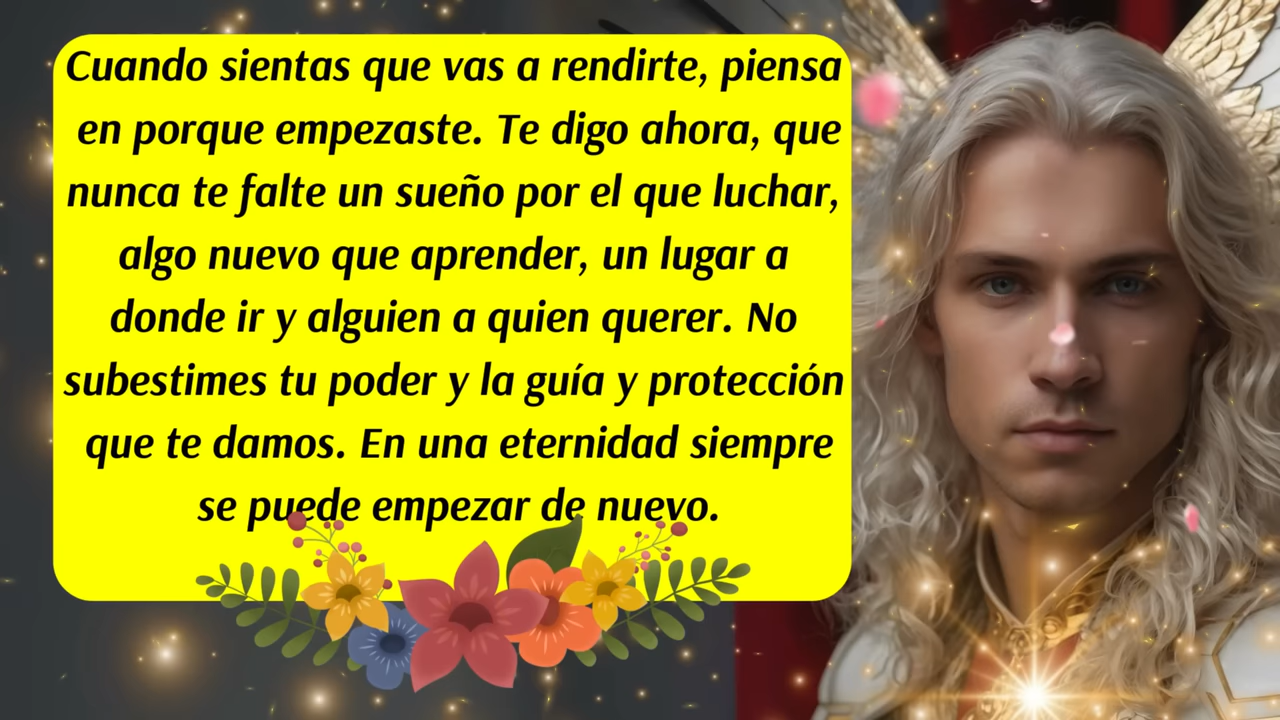 Cuando sientas que vas a rendirte, piensa
en porque empezaste. Te digo ahora, que
nunca te falte un sueño por el que luchar,
algo nuevo que aprender, un lugar a
donde ir y alguien a quien querer. No
subestimes tu poder y la guía y protección
que te damos. En una eternidad siempre
se puede empezar de nuevo.